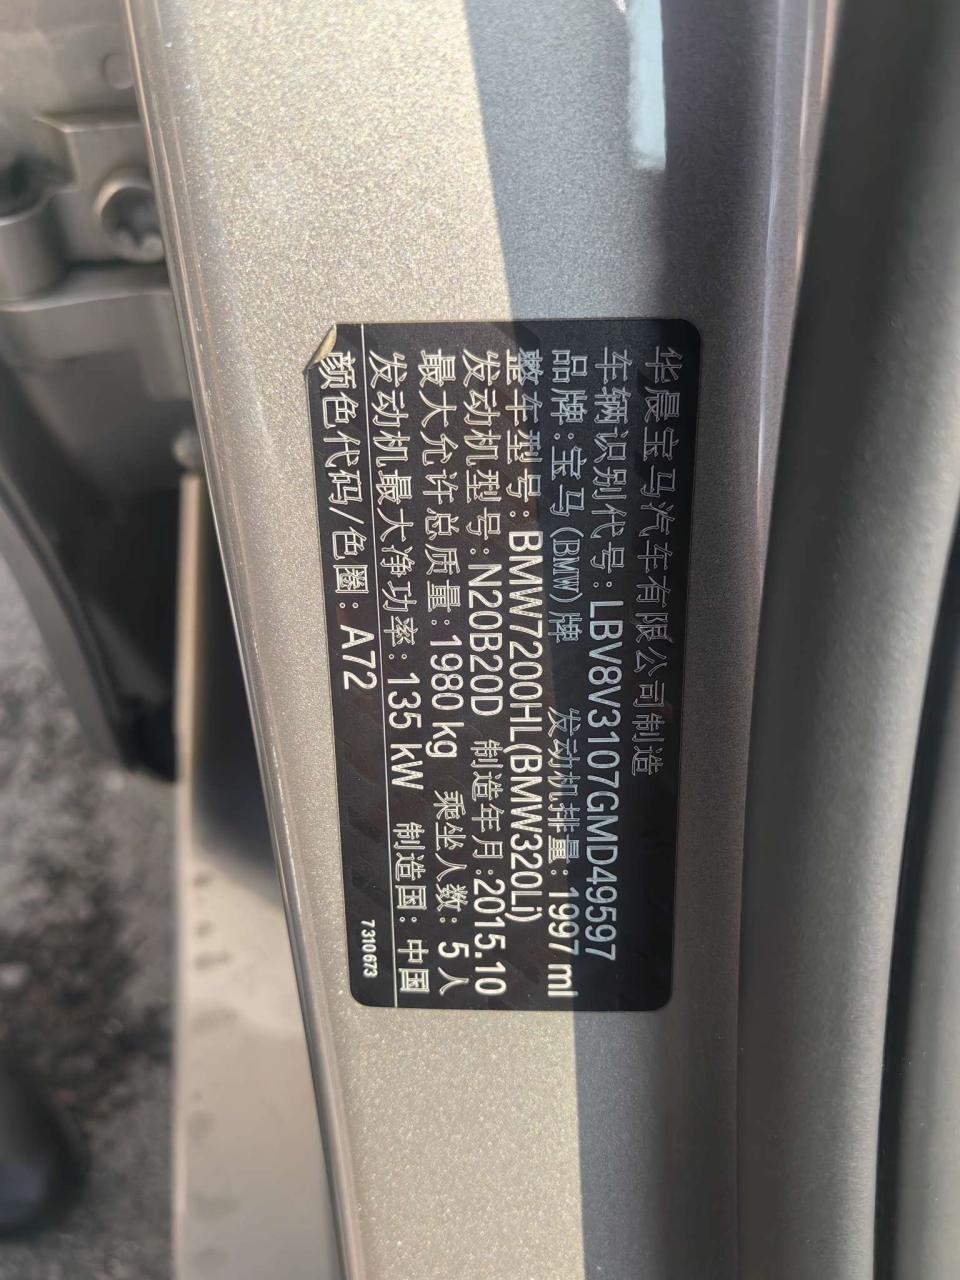 华晨宝马汽车有限公司制造
车辆识别代号:LBV8V3107GMD49597
品牌:宝马(BMW)牌 发动机排量:1997 ml
整车型号:BMW7200HL(BMW320Li)
发动机型号:N20B20D 制造年月:2015.10
最大允许总质量:1980 kg 乘坐人数:5人
发动机最大净功率:135 kW 制造国:中国
颜色代码/色圈:A72
7310673